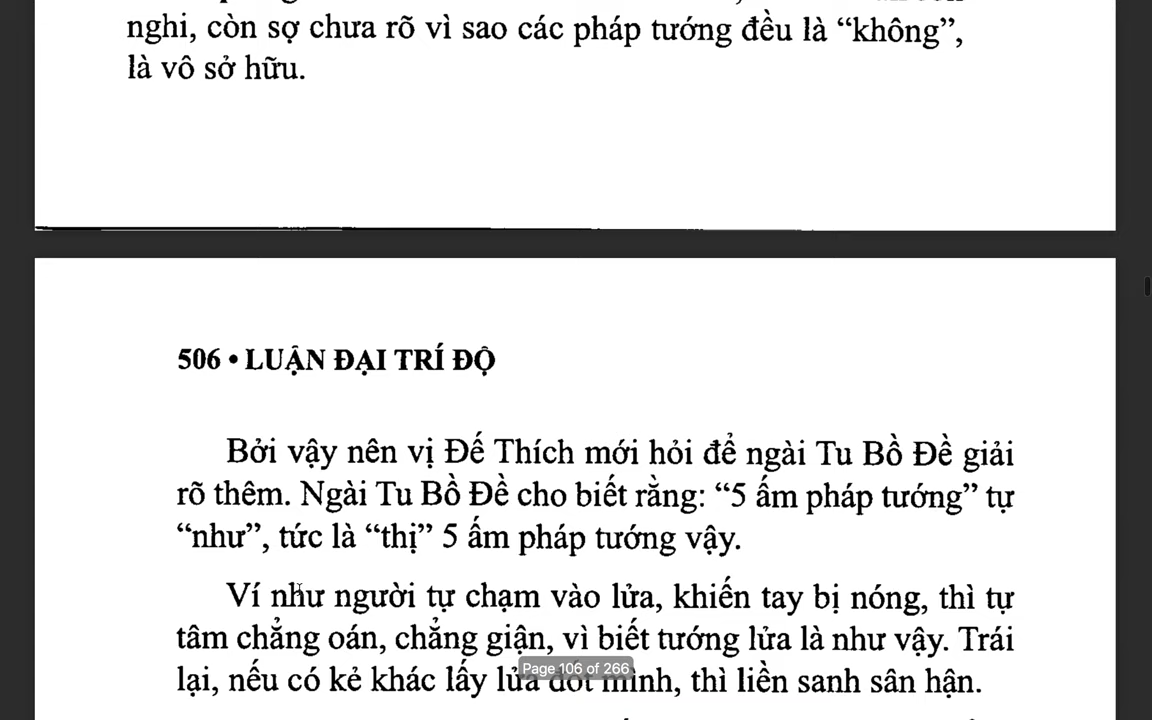 nghi, còn sợ chưa rõ vì sao các pháp tướng đều là “không”,
là vô sở hữu.
506 • LUẬN ĐẠI TRÍ ĐỘ
Bởi vậy nên vị Đế Thích mới hỏi để ngài Tu Bồ Đề giải
rõ thêm. Ngài Tu Bồ Đề cho biết rằng: “5 ấm pháp tướng” tự
“như”, tức là “thị” 5 ấm pháp tướng vậy.
Ví như người tự chạm vào lửa, khiến tay bị nóng, thì tự
tâm chẳng oán, chẳng giận, vì biết tướng lửa là như vậy. Trái
lại, nếu có kẻ khác lấy lửa đốt mình, thì liền sanh sân hận.
Page 106 of 266